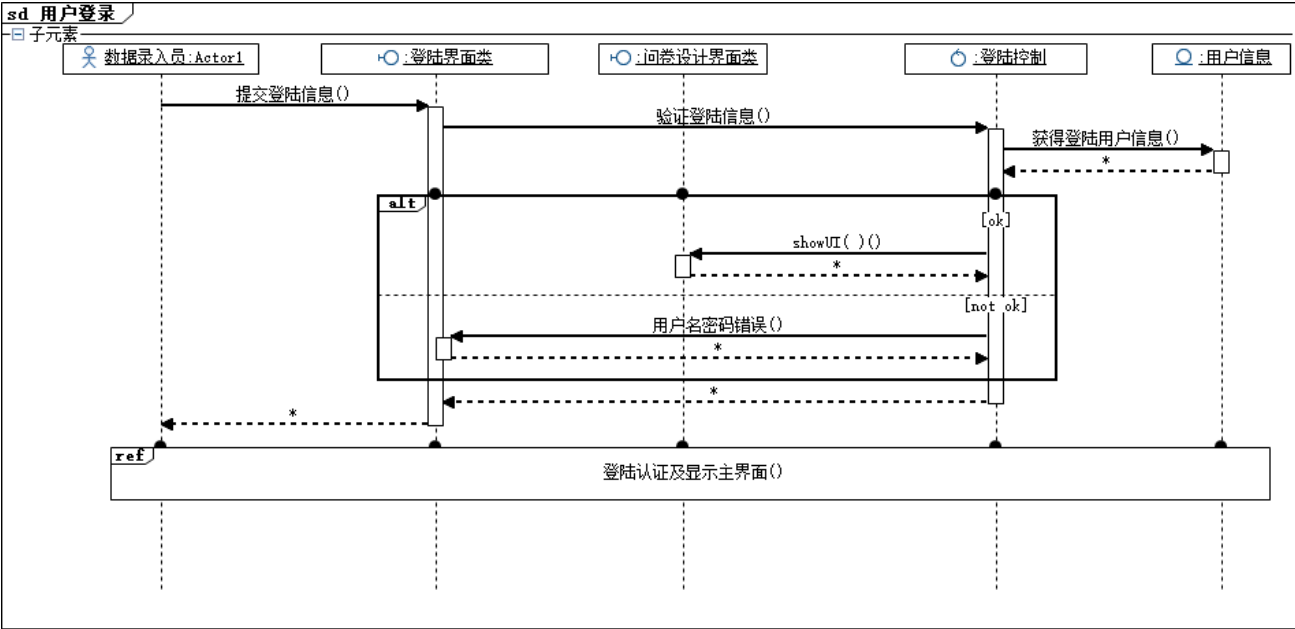 sd 用户登录
子元素
数据录入员:Actor1
:登陆界面类
:问卷设计界面类
:登陆控制
:用户信息
提交登陆信息()
验证登陆信息()
获得登陆用户信息()
*
alt
[ok]
showUI( )()
*
[not ok]
用户名密码错误()
*
*
*
ref
登陆认证及显示主界面()